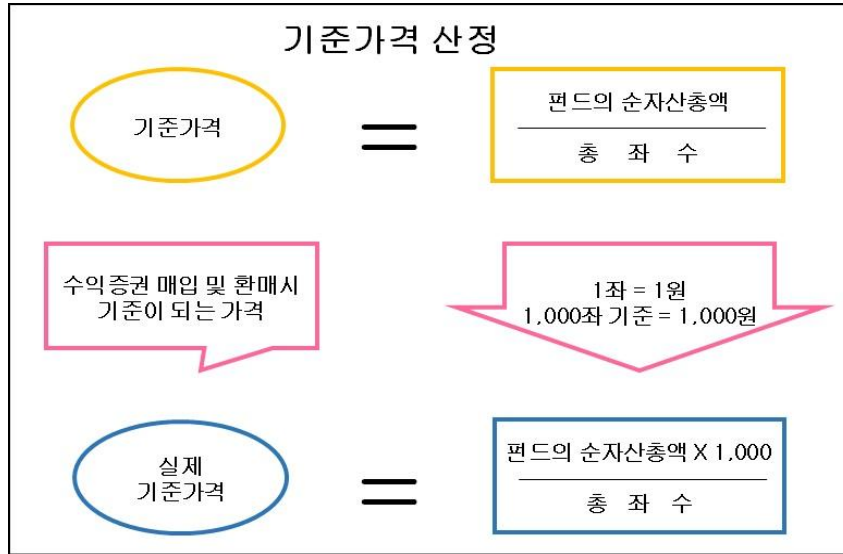 기준가격 산정
기준가격
=
펀드의 순자산총액
총 좌 수
수익증권 매입 및 환매시
기준이 되는 가격
1좌 = 1원
1,000좌 기준 = 1,000원
실제
기준가격
=
펀드의 순자산총액 X 1,000
총 좌 수